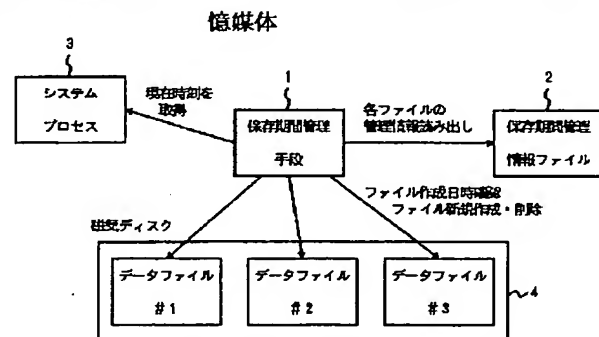 憶媒体
3
システム
プロセス
現在時刻を
取得
1
保存期間管理
手段
各ファイルの
管理情報読み出し
2
保存期間管理
情報ファイル
ファイル作成日時確認&
ファイル新規作成・削除
磁気ディスク
データファイル
#1
データファイル
#2
データファイル
#3
4